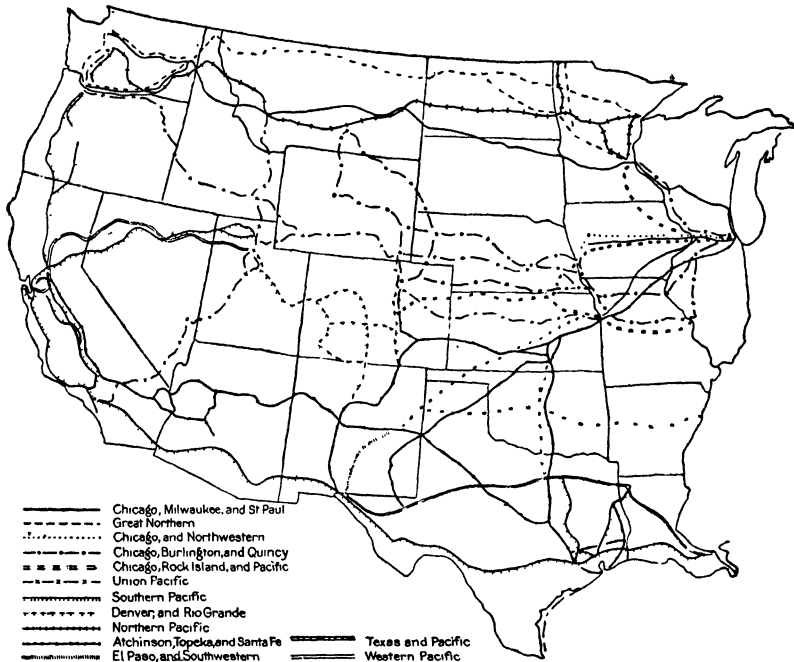 Chicago, Milwaukee, and St Paul
Great Northern
Chicago, and Northwestern
Chicago, Burlington, and Quincy
Chicago, Rock Island, and Pacific
Union Pacific
Southern Pacific
Denver, and Rio Grande
Northern Pacific
Atchinson, Topeka, and Santa Fe
El Paso, and Southwestern
Texas and Pacific
Western Pacific